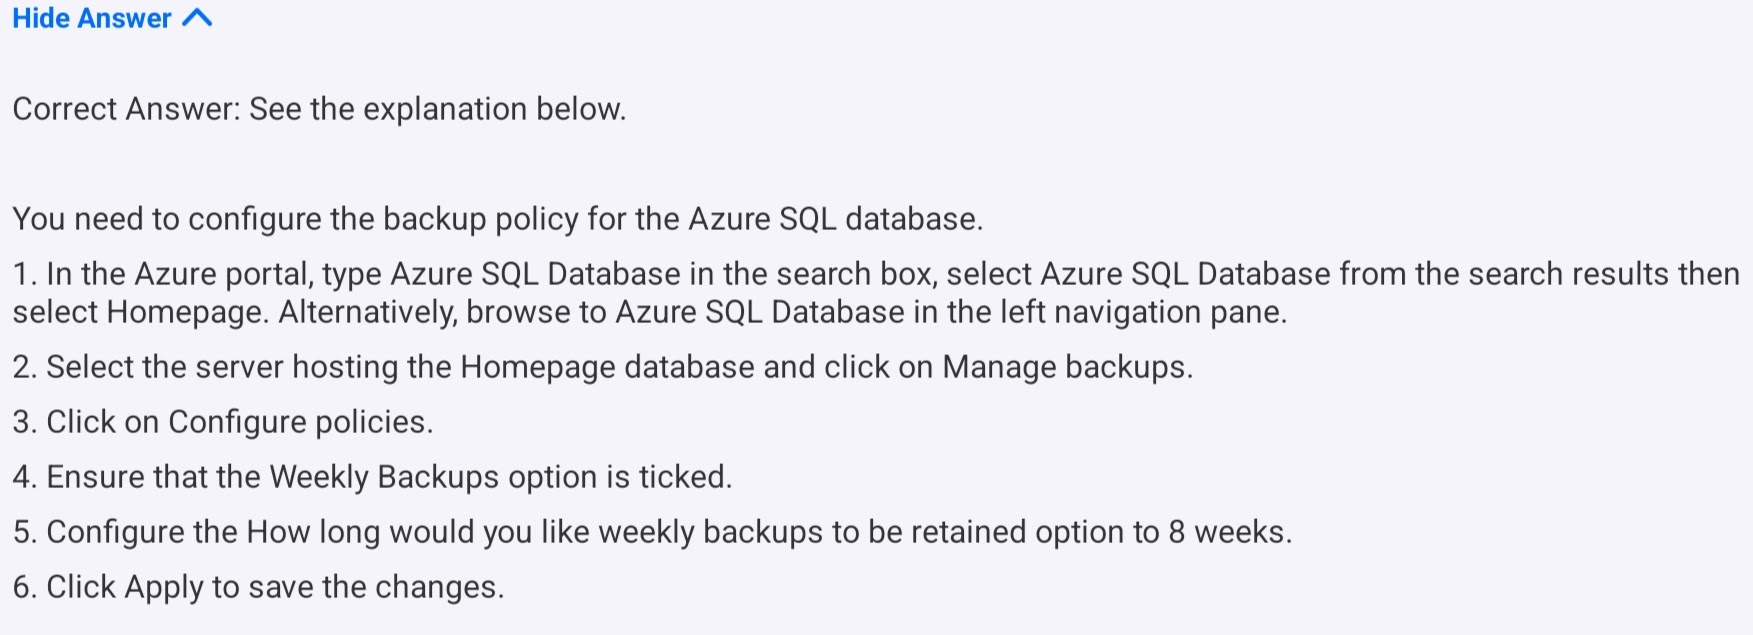 Hide Answer
Correct Answer: See the explanation below.
You need to configure the backup policy for the Azure SQL database.
1. In the Azure portal, type Azure SQL Database in the search box, select Azure SQL Database from the search results then
select Homepage. Alternatively, browse to Azure SQL Database in the left navigation pane.
2. Select the server hosting the Homepage database and click on Manage backups.
3. Click on Configure policies.
4. Ensure that the Weekly Backups option is ticked.
5. Configure the How long would you like weekly backups to be retained option to 8 weeks.
6. Click Apply to save the changes.